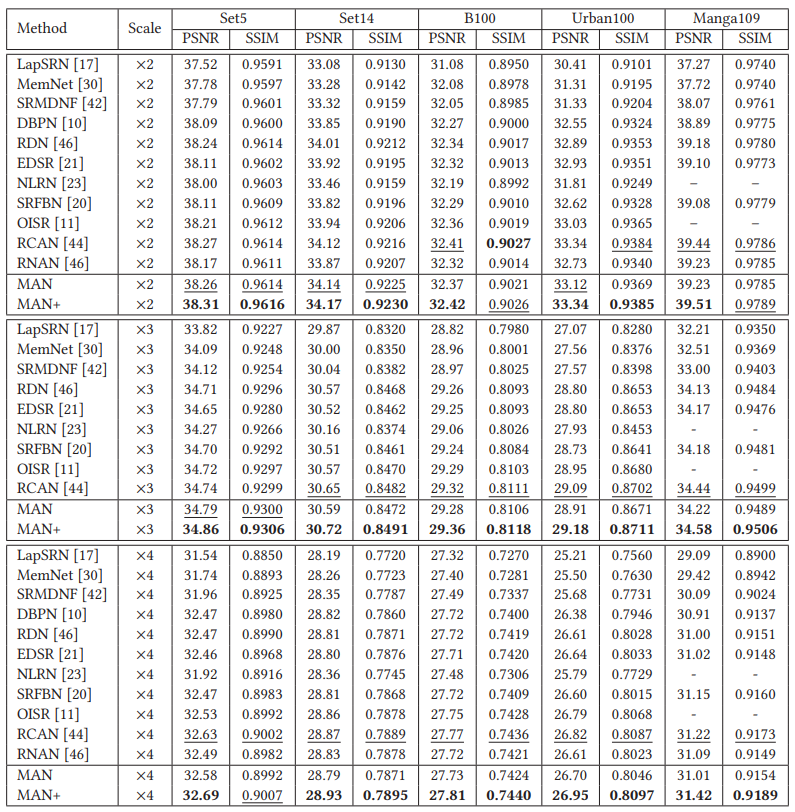 Method Scale Set5 Set14 B100 Urban100 Manga109
PSNR SSIM PSNR SSIM PSNR SSIM PSNR SSIM PSNR SSIM
LapSRN [17] ×2 37.52 0.9591 33.08 0.9130 31.08 0.8950 30.41 0.9101 37.27 0.9740
MemNet [30] ×2 37.78 0.9597 33.28 0.9142 32.08 0.8978 31.31 0.9195 37.72 0.9740
SRMDNF [42] ×2 37.79 0.9601 33.32 0.9159 32.05 0.8985 31.33 0.9204 38.07 0.9761
DBPN [10] ×2 38.09 0.9600 33.85 0.9190 32.27 0.9000 32.55 0.9324 38.89 0.9775
RDN [46] ×2 38.24 0.9614 34.01 0.9212 32.34 0.9017 32.89 0.9353 39.18 0.9780
EDSR [21] ×2 38.11 0.9602 33.92 0.9195 32.32 0.9013 32.93 0.9351 39.10 0.9773
NLRN [23] ×2 38.00 0.9603 33.46 0.9159 32.19 0.8992 31.81 0.9249 – –
SRFBN [20] ×2 38.11 0.9609 33.82 0.9196 32.29 0.9010 32.62 0.9328 39.08 0.9779
OISR [11] ×2 38.21 0.9612 33.94 0.9206 32.36 0.9019 33.03 0.9365 – –
RCAN [44] ×2 38.27 0.9614 34.12 0.9216 32.41 0.9027 33.34 0.9384 39.44 0.9786
RNAN [46] ×2 38.17 0.9611 33.87 0.9207 32.32 0.9014 32.73 0.9340 39.23 0.9785
MAN ×2 38.26 0.9614 34.14 0.9225 32.37 0.9021 33.12 0.9369 39.23 0.9785
MAN+ ×2 38.31 0.9616 34.17 0.9230 32.42 0.9026 33.34 0.9385 39.51 0.9789
LapSRN [17] ×3 33.82 0.9227 29.87 0.8320 28.82 0.7980 27.07 0.8280 32.21 0.9350
MemNet [30] ×3 34.09 0.9248 30.00 0.8350 28.96 0.8001 27.56 0.8376 32.51 0.9369
SRMDNF [42] ×3 34.12 0.9254 30.04 0.8382 28.97 0.8025 27.57 0.8398 33.00 0.9403
RDN [46] ×3 34.71 0.9296 30.57 0.8468 29.26 0.8093 28.80 0.8653 34.13 0.9484
EDSR [21] ×3 34.65 0.9280 30.52 0.8462 29.25 0.8093 28.80 0.8653 34.17 0.9476
NLRN [23] ×3 34.27 0.9266 30.16 0.8374 29.06 0.8026 27.93 0.8453 - -
SRFBN [20] ×3 34.70 0.9292 30.51 0.8461 29.24 0.8084 28.73 0.8641 34.18 0.9481
OISR [11] ×3 34.72 0.9297 30.57 0.8470 29.29 0.8103 28.95 0.8680 - -
RCAN [44] ×3 34.74 0.9299 30.65 0.8482 29.32 0.8111 29.09 0.8702 34.44 0.9499
MAN ×3 34.79 0.9300 30.59 0.8472 29.28 0.8106 28.91 0.8671 34.22 0.9489
MAN+ ×3 34.86 0.9306 30.72 0.8491 29.36 0.8118 29.18 0.8711 34.58 0.9506
LapSRN [17] ×4 31.54 0.8850 28.19 0.7720 27.32 0.7270 25.21 0.7560 29.09 0.8900
MemNet [30] ×4 31.74 0.8893 28.26 0.7723 27.40 0.7281 25.50 0.7630 29.42 0.8942
SRMDNF [42] ×4 31.96 0.8925 28.35 0.7787 27.49 0.7337 25.68 0.7731 30.09 0.9024
DBPN [10] ×4 32.47 0.8980 28.82 0.7860 27.72 0.7400 26.38 0.7946 30.91 0.9137
RDN [46] ×4 32.47 0.8990 28.81 0.7871 27.72 0.7419 26.61 0.8028 31.00 0.9151
EDSR [21] ×4 32.46 0.8968 28.80 0.7876 27.71 0.7420 26.64 0.8033 31.02 0.9148
NLRN [23] ×4 31.92 0.8916 28.36 0.7745 27.48 0.7306 25.79 0.7729 - -
SRFBN [20] ×4 32.47 0.8983 28.81 0.7868 27.72 0.7409 26.60 0.8015 31.15 0.9160
OISR [11] ×4 32.53 0.8992 28.86 0.7878 27.75 0.7428 26.79 0.8068 - -
RCAN [44] ×4 32.63 0.9002 28.87 0.7889 27.77 0.7436 26.82 0.8087 31.22 0.9173
RNAN [46] ×4 32.49 0.8982 28.83 0.7878 27.72 0.7421 26.61 0.8023 31.09 0.9149
MAN ×4 32.58 0.8992 28.79 0.7871 27.73 0.7424 26.70 0.8046 31.01 0.9154
MAN+ ×4 32.69 0.9007 28.93 0.7895 27.81 0.7440 26.95 0.8097 31.42 0.9189